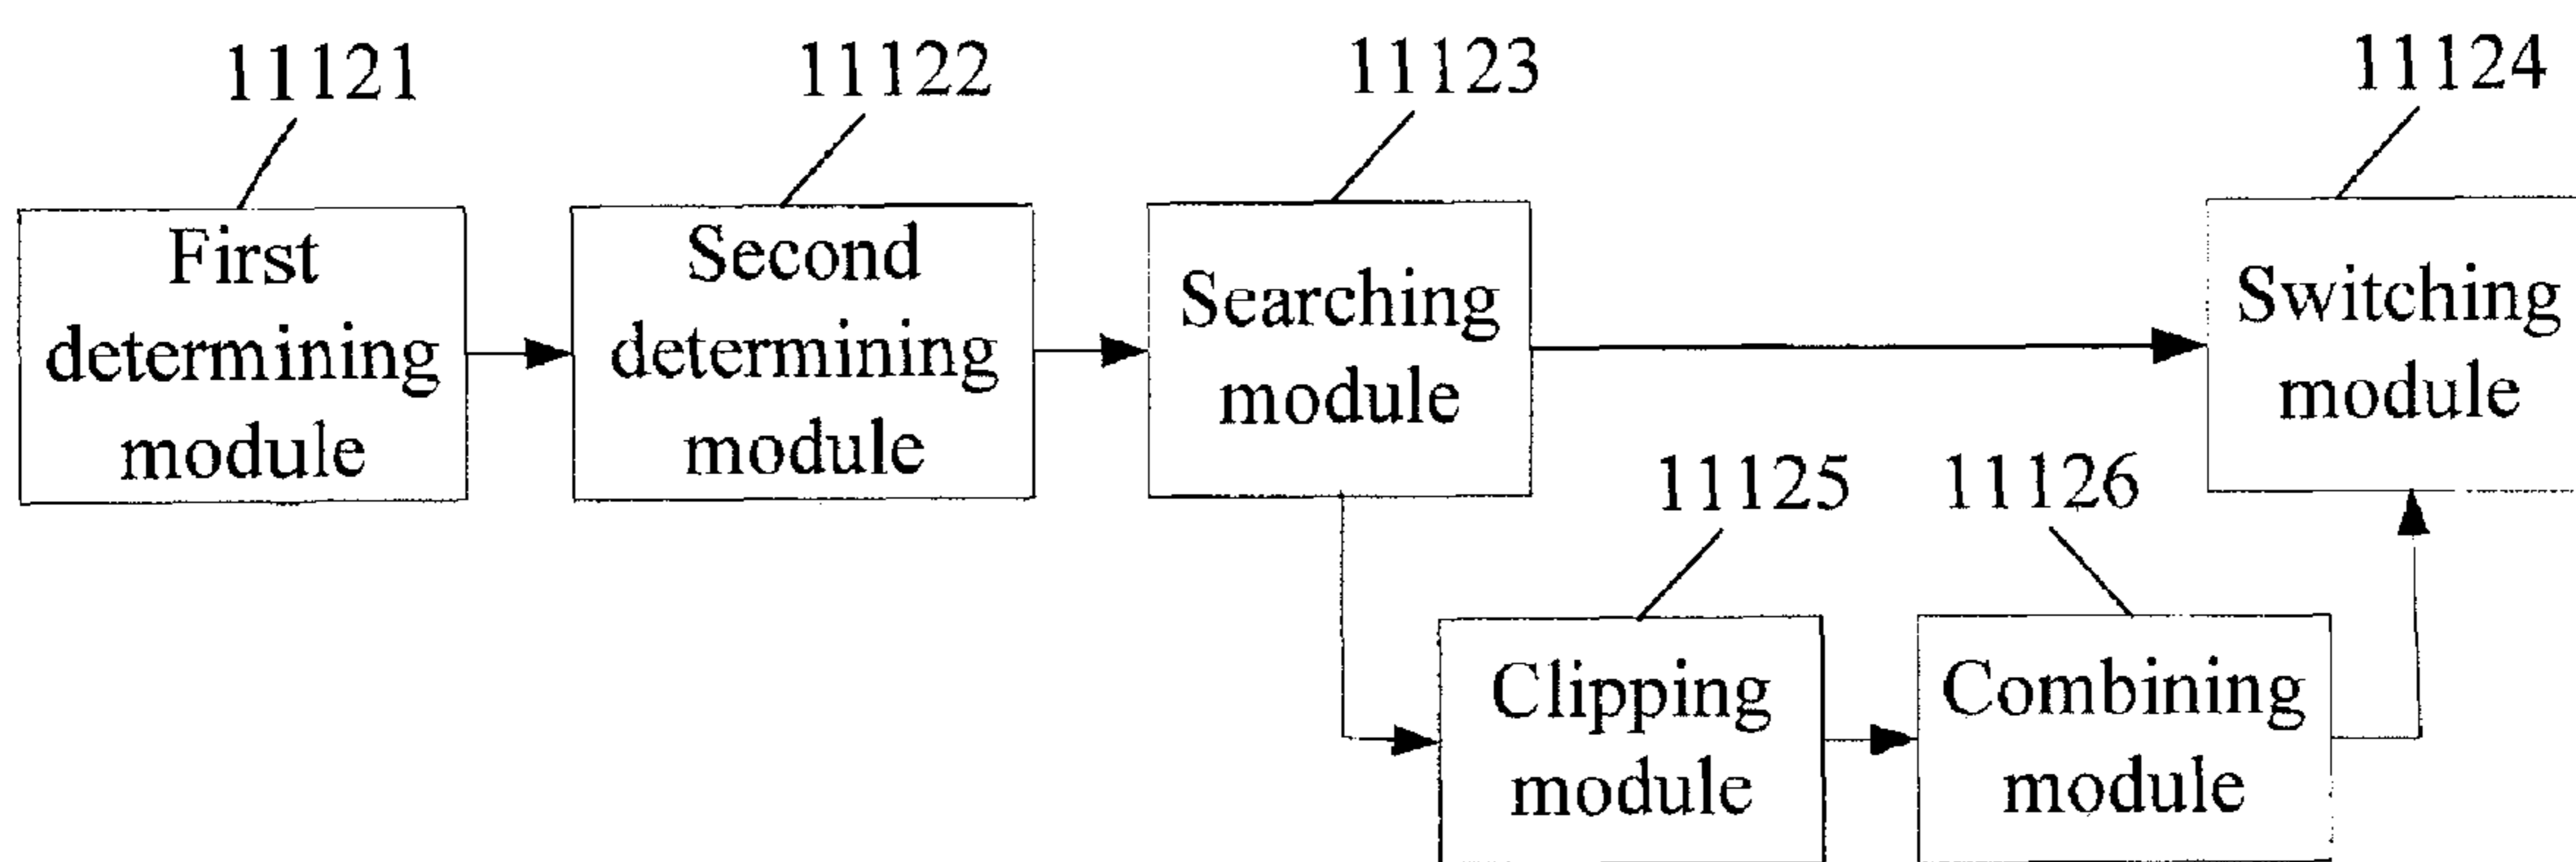 11121
11122
11123
11124
First
determining
module
Second
determining
module
Searching
module
Switching
module
11125
11126
Clipping
module
Combining
module